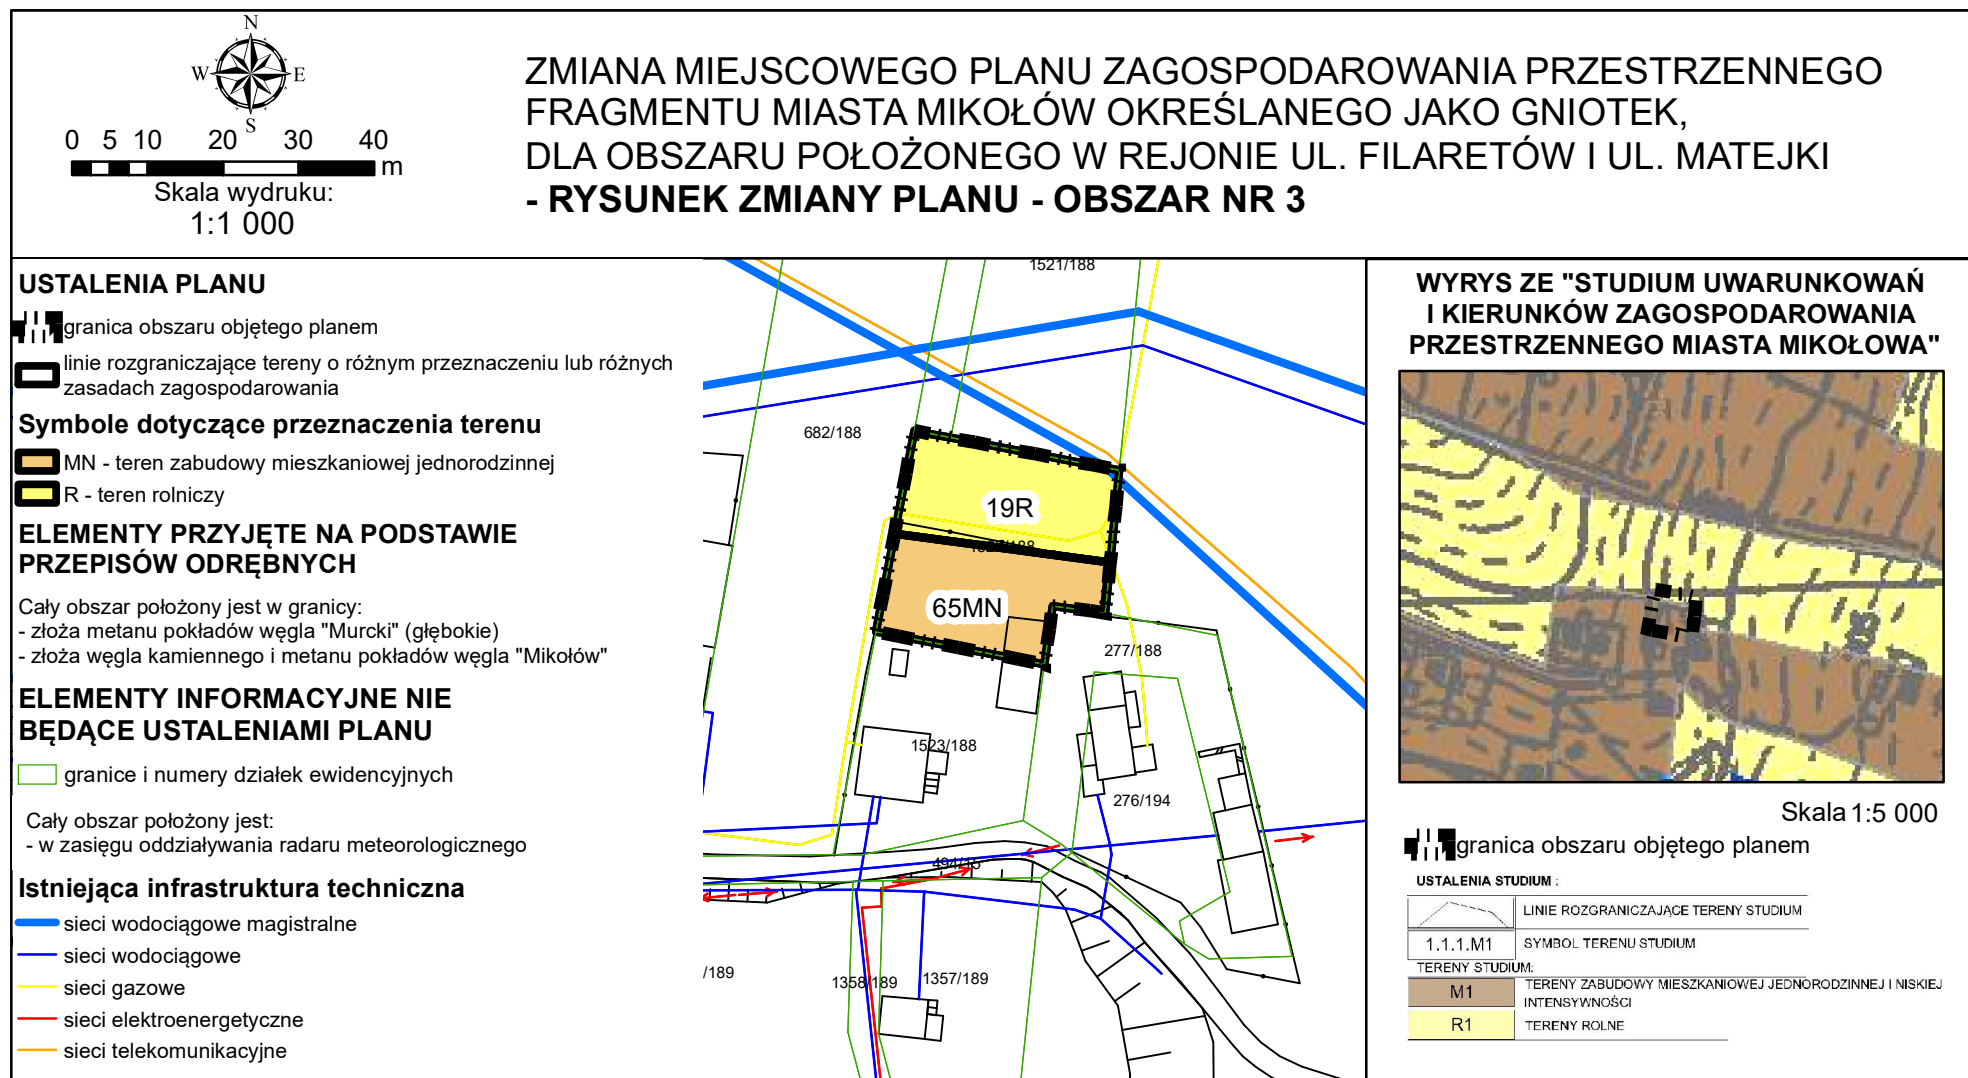 N
W E
S
0 5 10 20 30 40
m
Skala wydruku:
1:1 000
ZMIANA MIEJSCOWEGO PLANU ZAGOSPODAROWANIA PRZESTRZENNEGO
FRAGMENTU MIASTA MIKOŁÓW OKREŚLANEGO JAKO GNIOTEK,
DLA OBSZARU POŁOŻONEGO W REJONIE UL. FILARETÓW I UL. MATEJKI
- RYSUNEK ZMIANY PLANU - OBSZAR NR 3
USTALENIA PLANU
granica obszaru objętego planem
linie rozgraniczające tereny o różnym przeznaczeniu lub różnych
zasadach zagospodarowania
Symbole dotyczące przeznaczenia terenu
MN - teren zabudowy mieszkaniowej jednorodzinnej
R - teren rolniczy
ELEMENTY PRZYJĘTE NA PODSTAWIE
PRZEPISÓW ODRĘBNYCH
Cały obszar położony jest w granicy:
- złoża metanu pokładów węgla "Murcki" (głębokie)
- złoża węgla kamiennego i metanu pokładów węgla "Mikołów"
ELEMENTY INFORMACYJNE NIE
BĘDĄCE USTALENIAMI PLANU
granice i numery działek ewidencyjnych
Cały obszar położony jest:
- w zasięgu oddziaływania radaru meteorologicznego
Istniejąca infrastruktura techniczna
sieci wodociągowe magistralne
sieci wodociągowe
sieci gazowe
sieci elektroenergetyczne
sieci telekomunikacyjne
1521/188
682/188
19R
65MN
277/188
1523/188
276/194
494/15
/189
1358/189
1357/189
WYRYS ZE "STUDIUM UWARUNKOWAŃ
I KIERUNKÓW ZAGOSPODAROWANIA
PRZESTRZENNEGO MIASTA MIKOŁOWA"
Skala 1:5 000
granica obszaru objętego planem
USTALENIA STUDIUM :
LINIE ROZGRANICZAJĄCE TERENY STUDIUM
1.1.1.M1 SYMBOL TERENU STUDIUM
TERENY STUDIUM:
M1 TERENY ZABUDOWY MIESZKANIOWEJ JEDNORODZINNEJ I NISKIEJ
INTENSYWNOŚCI
R1 TERENY ROLNE